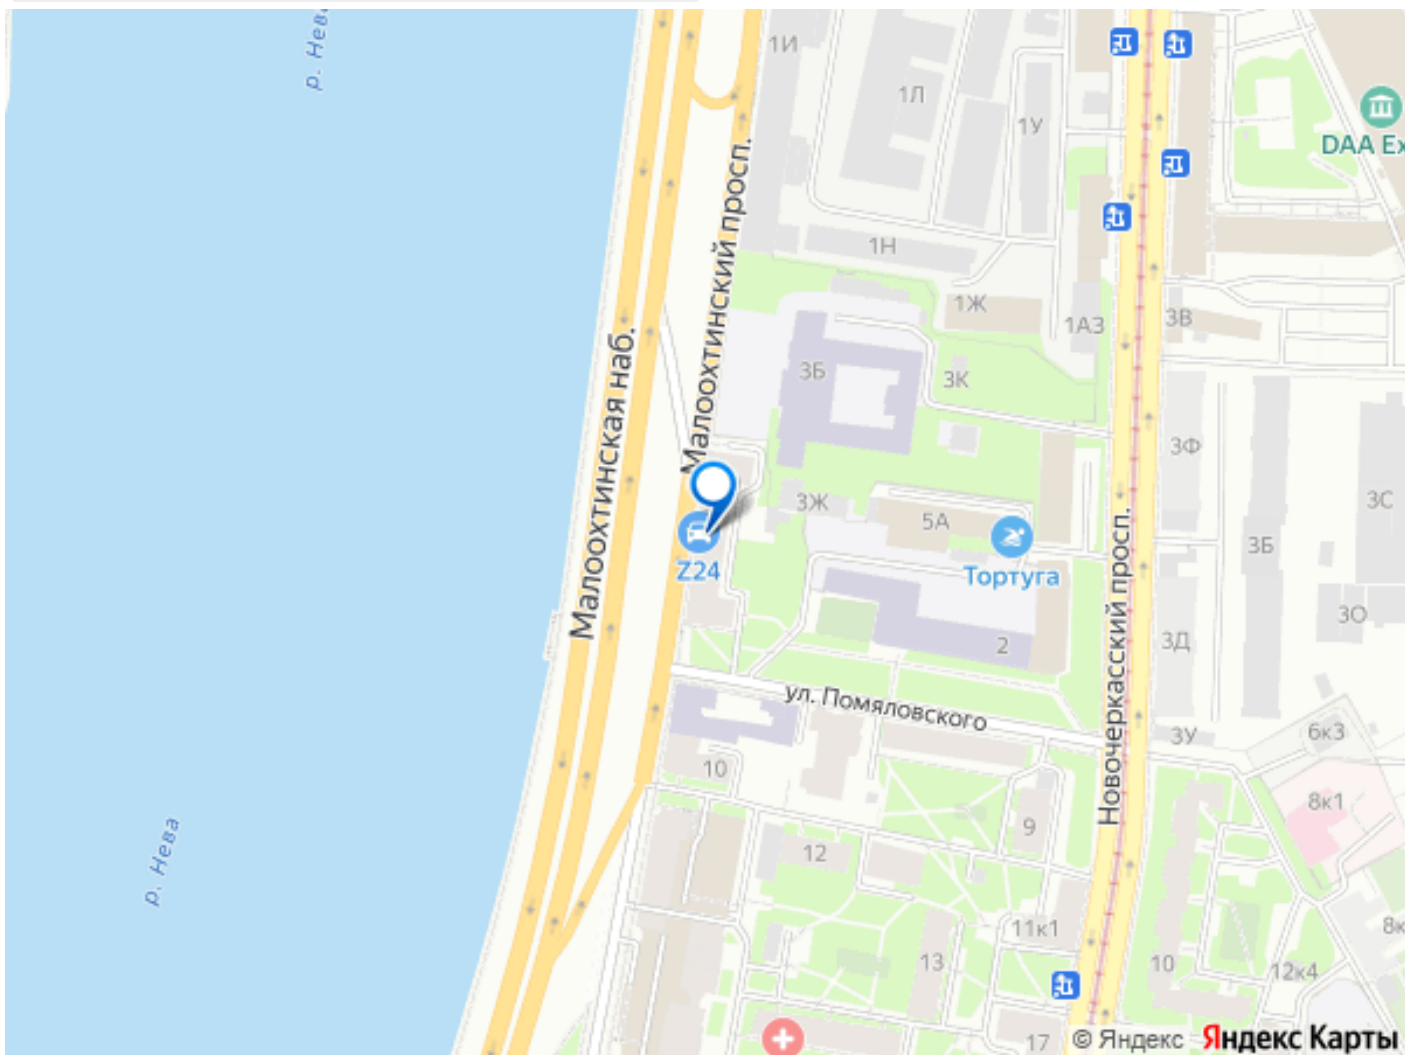 р. Нева
1И
1Л
1У
DAA Ex
Малоохтинский просп.
1Н
1Ж
1АЗ
3В
Малоохтинская наб.
3Б
3К
3Ф
3Ж
5А
3С
3Б
Z24
Тортуга
Новочеркасский просп.
3О
2
3Д
ул. Помяловского
3У
6к3
10
8к1
р. Нева
12
9
11к1
8к
13
10
12к4
17
© Яндекс Яндекс Карты